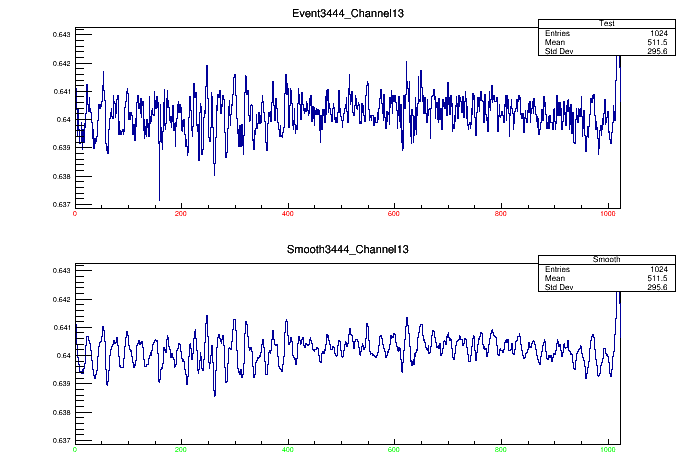 Event3444_Channel13
Test
Entries 1024
Mean 511.5
Std Dev 295.6
0.643
0.642
0.641
0.64
0.639
0.638
0.637
0 200 400 600 800 1000
Smooth3444_Channel13
Smooth
Entries 1024
Mean 511.5
Std Dev 295.6
0.643
0.642
0.641
0.64
0.639
0.638
0.637
0 200 400 600 800 1000